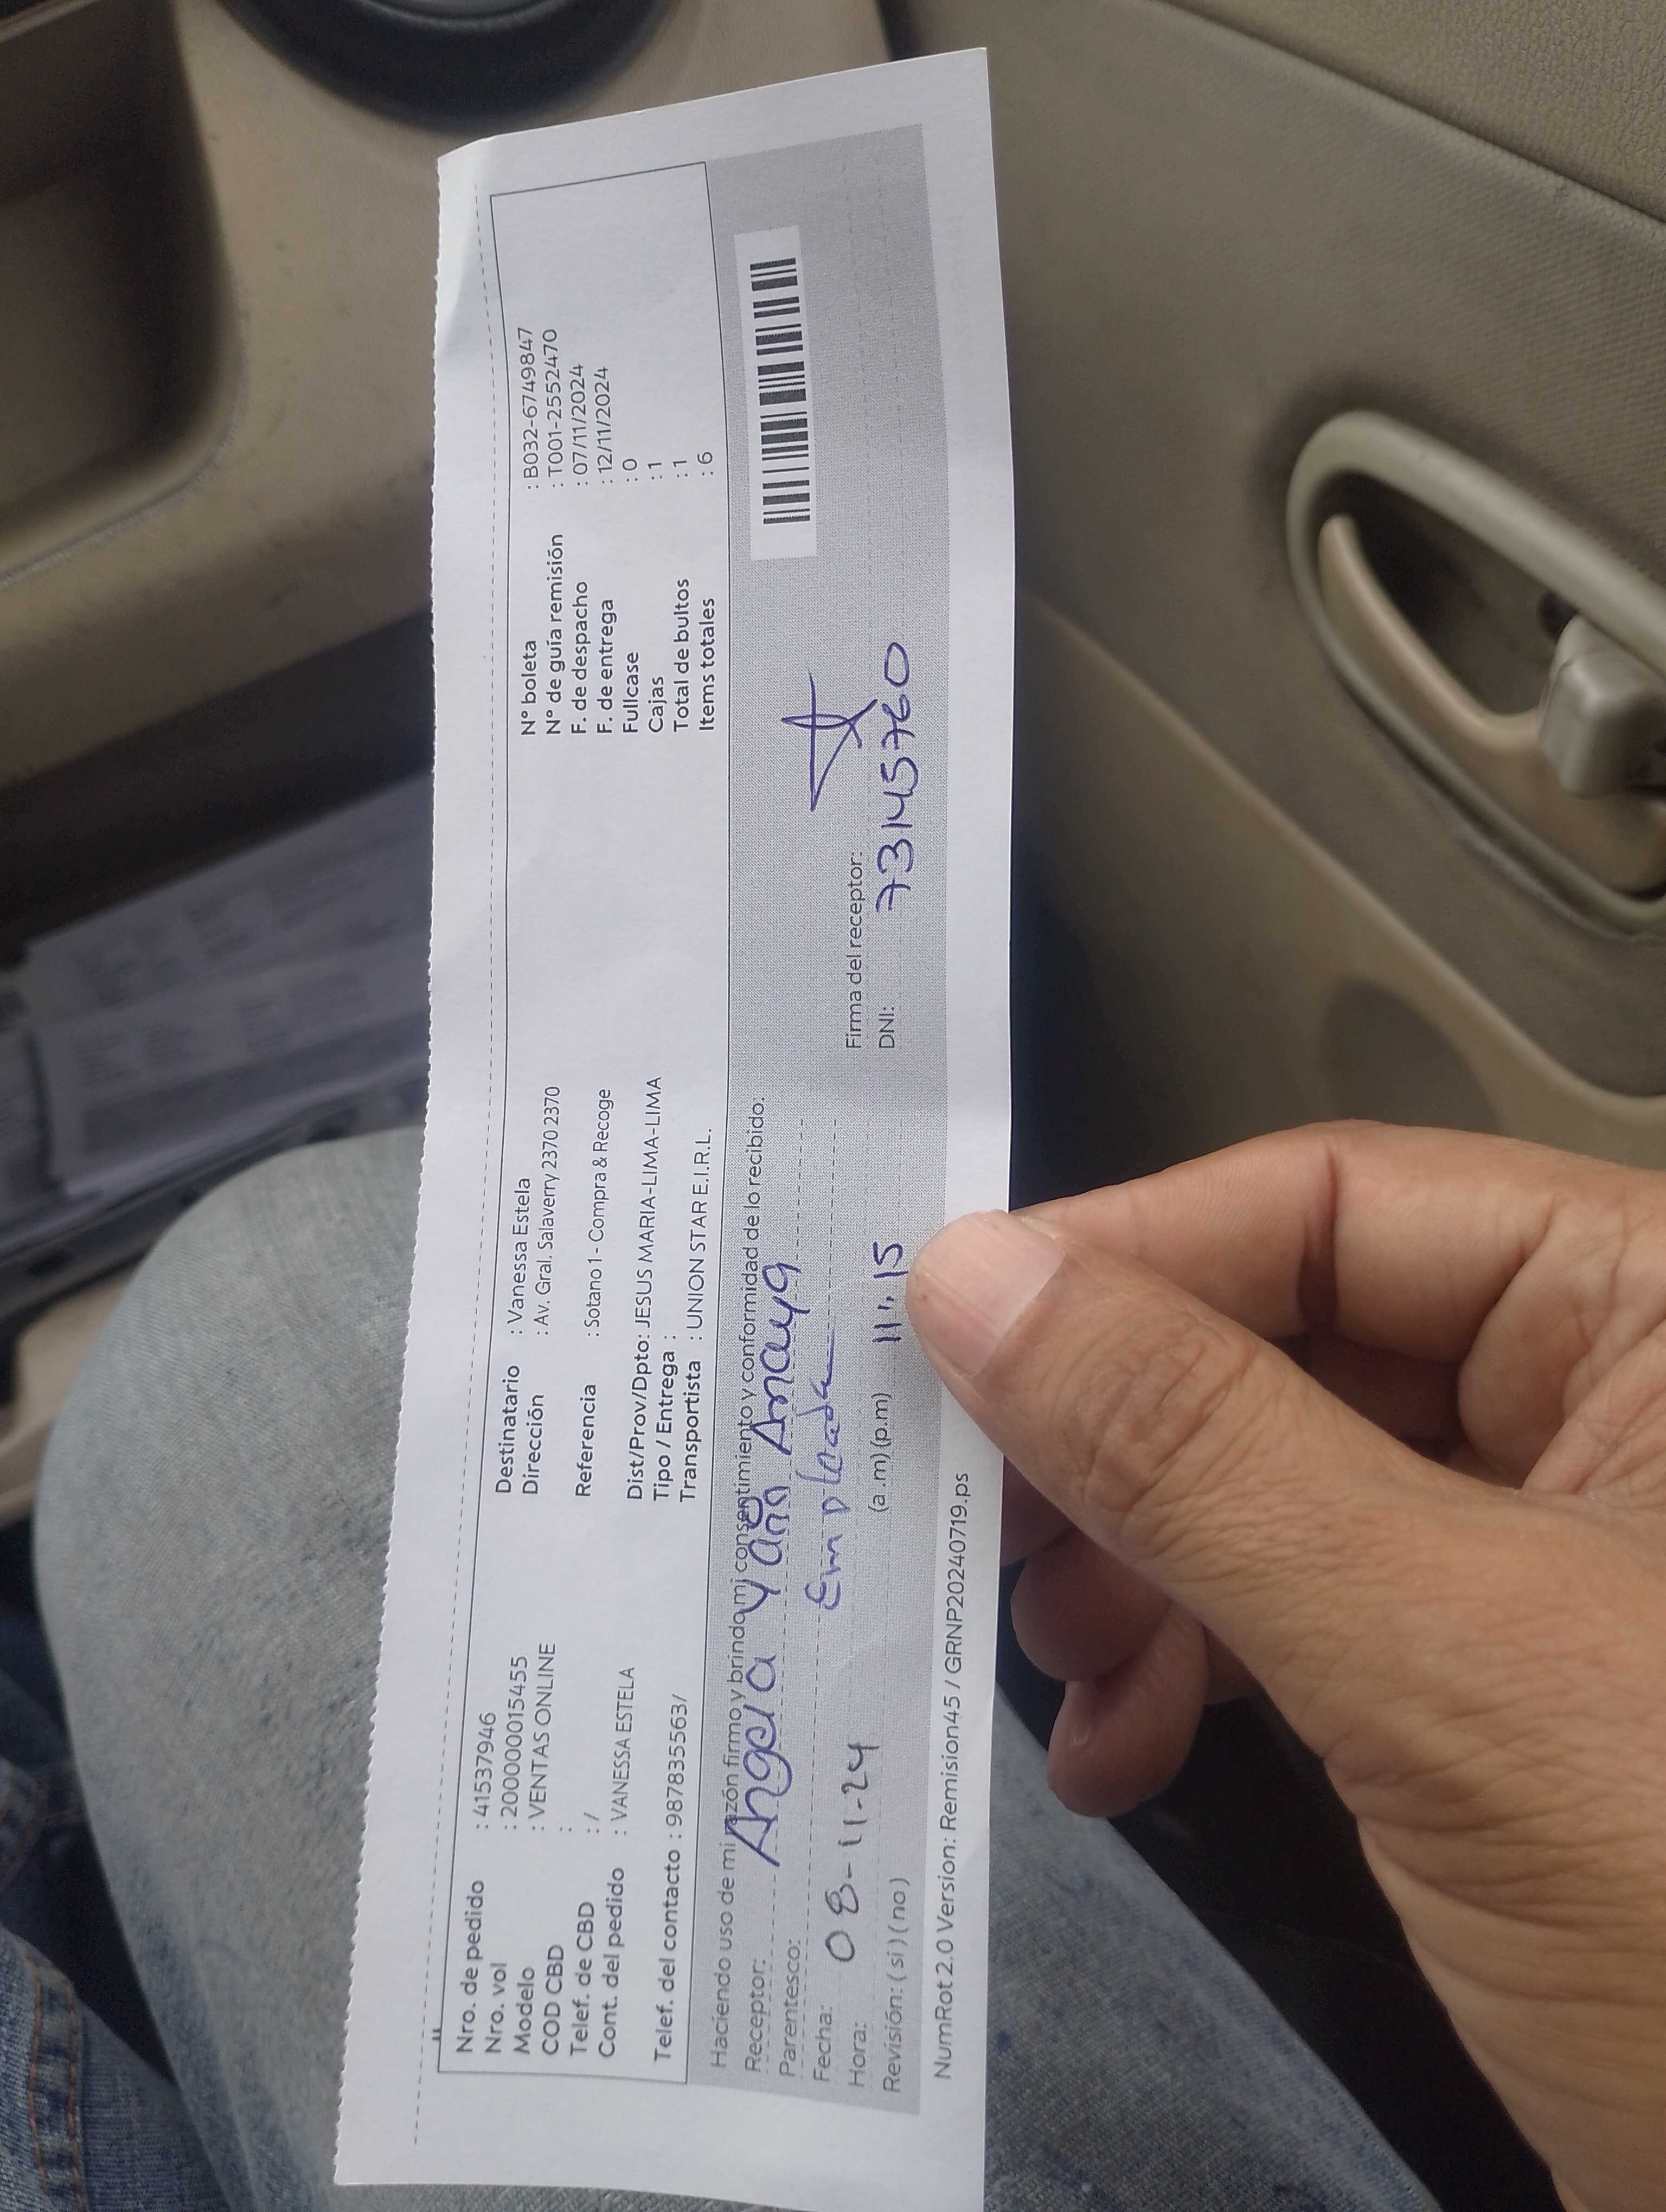 Nro. de pedido : 41537946
Nro. vol : 200000015455
Modelo : VENTAS ONLINE
COD CBD :
Telef. de CBD : /
Cont. del pedido : VANESSA ESTELA
Telef. del contacto : 987835563/
Destinatario : Vanessa Estela
Dirección : Av. Gral. Salaverry 2370 2370
Referencia : Sotano 1 - Compra & Recoge
Dist/Prov/Dpto: JESUS MARIA-LIMA-LIMA
Tipo / Entrega :
Transportista : UNION STAR E.I.R.L.
N° boleta : B032-6749847
N° de guía remisión : T001-2552470
F. de despacho : 07/11/2024
F. de entrega : 12/11/2024
Fullcase : 0
Cajas : 1
Total de bultos : 1
Items totales : 6
Haciendo uso de mi razón firmo y brindo mi consentimiento y conformidad de lo recibido:
Receptor: Angela Anaya
Parentesco: Empleada
Fecha: 08-11-24
Hora: (a.m) (p.m) 11:15
Revisión: ( si ) ( no )
Firma del receptor:
DNI: 73145760
NumRot 2.0 Version: Remision45 / GRNP20240719.ps